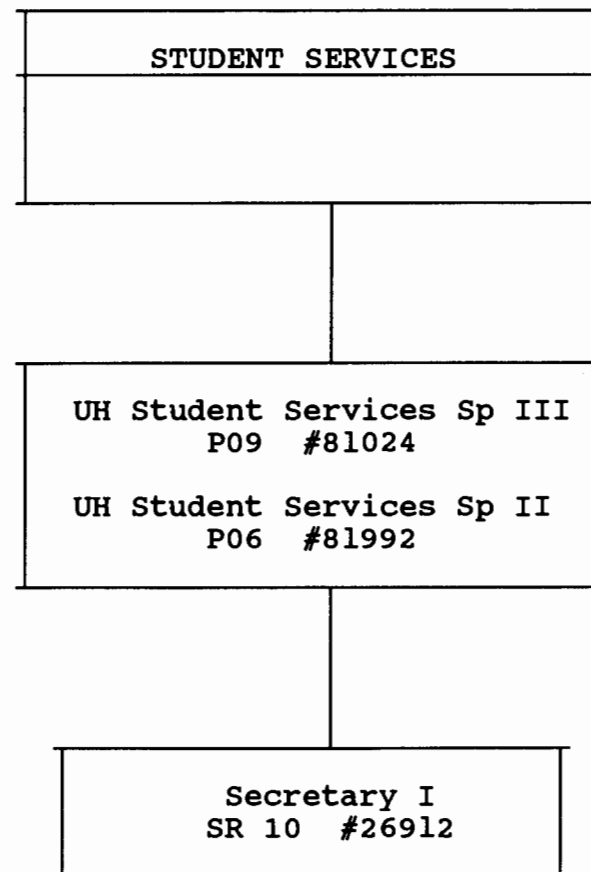 STUDENT SERVICES
UH Student Services Sp III
P09 #81024
UH Student Services Sp II
P06 #81992
Secretary I
SR 10 #26912